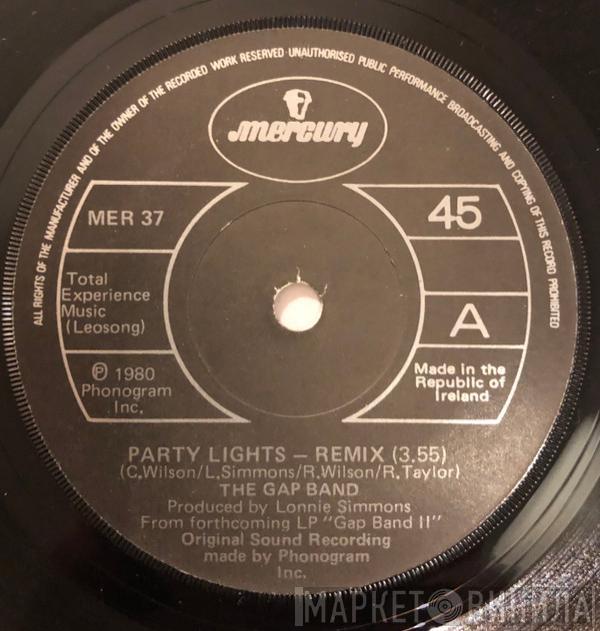 ALL RIGHTS OF THE MANUFACTURER AND OF THE OWNER OF THE RECORDED WORK RESERVED · UNAUTHORISED PUBLIC PERFORMANCE BROADCASTING AND COPYING OF THIS RECORD PROHIBITED
mercury
MER 37
45
Total
Experience
Music
(Leosong)
A
℗ 1980
Phonogram
Inc.
Made in the
Republic of
Ireland
PARTY LIGHTS – REMIX (3.55)
(C.Wilson/L.Simmons/R.Wilson/R.Taylor)
THE GAP BAND
Produced by Lonnie Simmons
From forthcoming LP "Gap Band II"
Original Sound Recording
made by Phonogram
Inc.
МАРКЕТ